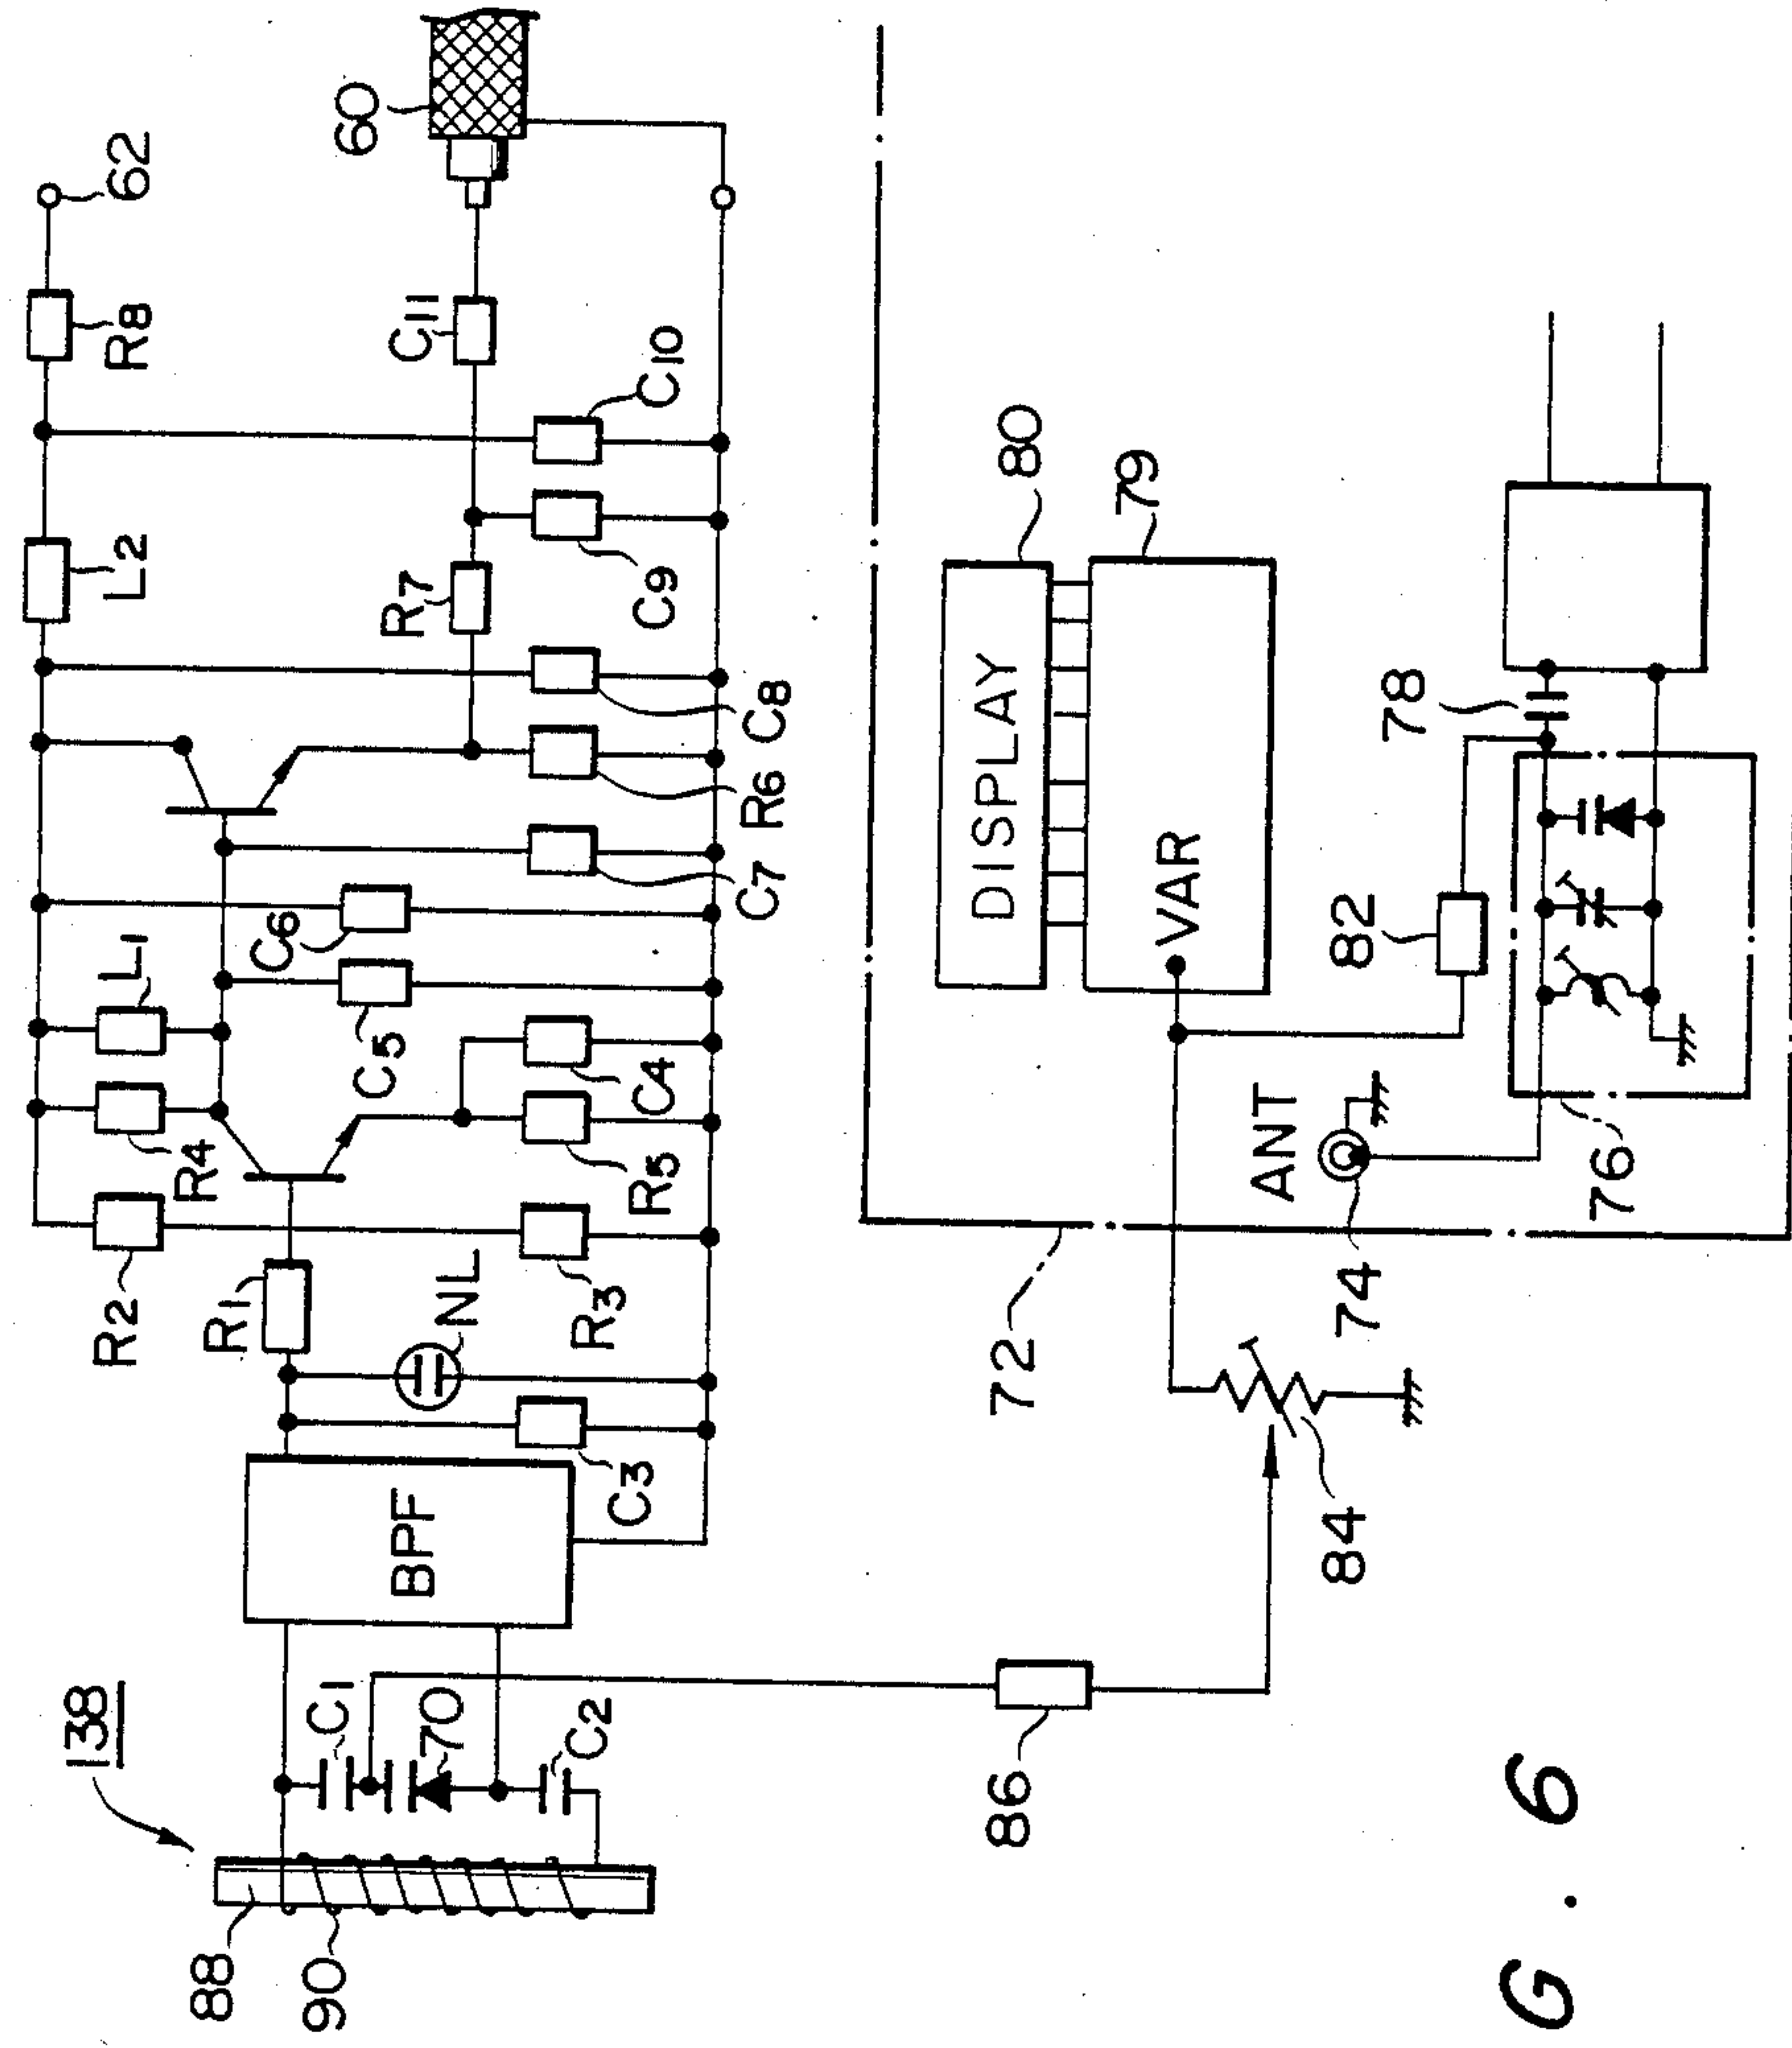 138
88
90
C1
70
C2
BPF
C3
NL
R1
R2
R3
R4
R5
L1
C4
C5
C6
C7
R6
C8
L2
R7
C9
C10
R8
C11
62
60
86
84
72
74
ANT
VAR
79
DISPLAY
80
82
78
76
G. 6